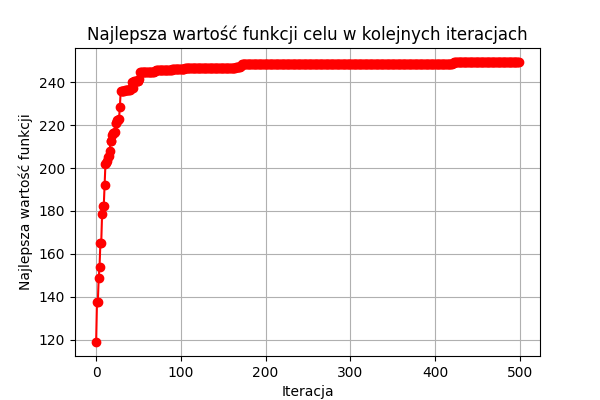 Najlepsza wartość funkcji celu w kolejnych iteracjach
Najlepsza wartość funkcji
240
220
200
180
160
140
120
0 100 200 300 400 500
Iteracja